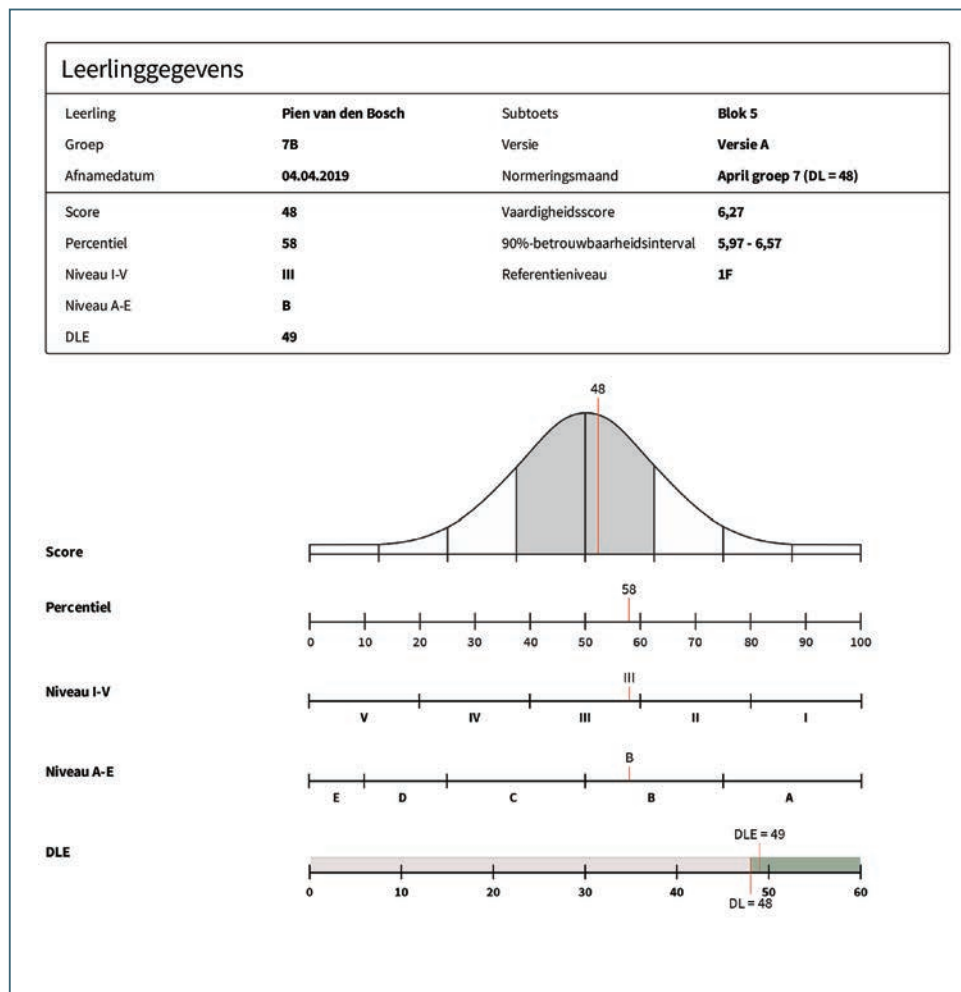 Leerlinggegevens
Leerling Pien van den Bosch Subtoets Blok 5
Groep 7B Versie Versie A
Afnamedatum 04.04.2019 Normeringsmaand April groep 7 (DL = 48)
Score 48 Vaardigheidsscore 6,27
Percentiel 58 90%-betrouwbaarheidsinterval 5,97 - 6,57
Niveau I-V III Referentieniveau 1F
Niveau A-E B
DLE 49
48
Score
58
Percentiel
0 10 20 30 40 50 60 70 80 90 100
III
Niveau I-V
V IV III II I
B
Niveau A-E
E D C B A
DLE = 49
DLE
0 10 20 30 40 50 60
DL = 48